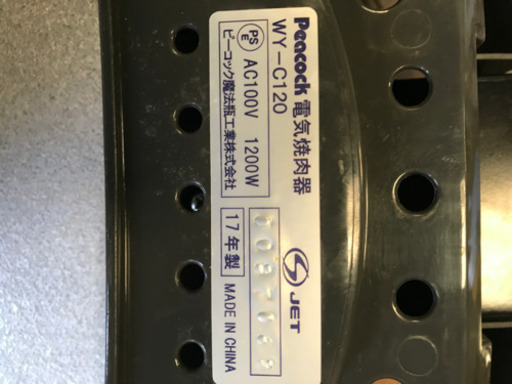 Peacock 電気焼肉器
WY-C120
PS
E
AC100V 1200W
ピーコック魔法瓶工業株式会社
JET
17年製
MADE IN CHINA